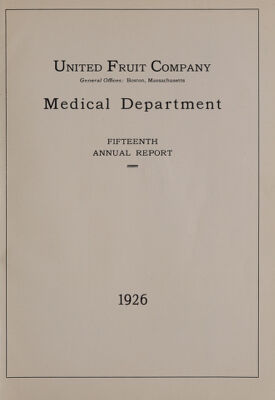 United Fruit Company
General Offices: Boston, Massachusetts
Medical Department
FIFTEENTH
ANNUAL REPORT
1926